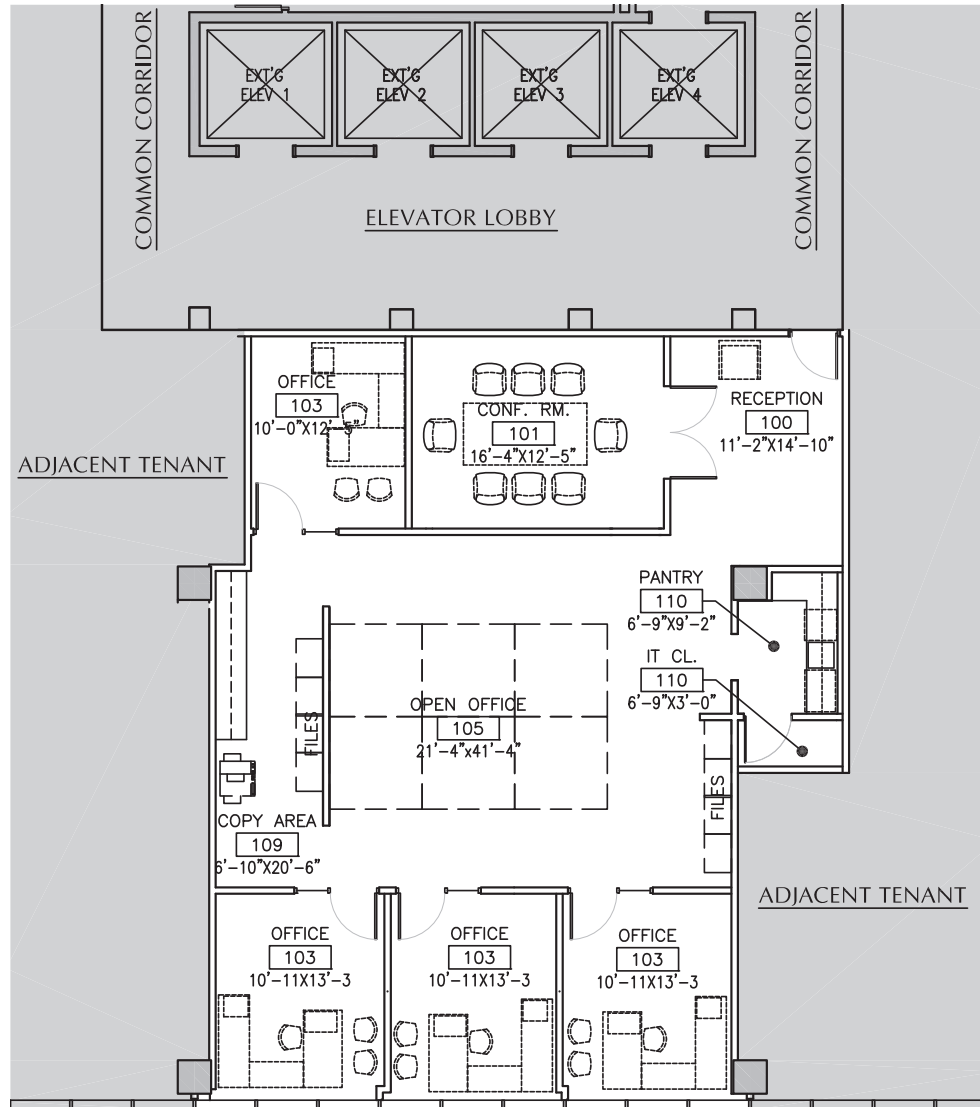 COMMON CORRIDOR
EXT'G
ELEV 1
EXT'G
ELEV 2
EXT'G
ELEV 3
EXT'G
ELEV 4
COMMON CORRIDOR
ELEVATOR LOBBY
OFFICE
103
10'-0"X12'-5"
CONF. RM.
101
16'-4"X12'-5"
RECEPTION
100
11'-2"X14'-10"
ADJACENT TENANT
PANTRY
110
6'-9"X9'-2"
IT CL.
110
6'-9"X3'-0"
FILES
OPEN OFFICE
105
21'-4"x41'-4"
FILES
COPY AREA
109
6'-10"X20'-6"
ADJACENT TENANT
OFFICE
103
10'-11X13'-3
OFFICE
103
10'-11X13'-3
OFFICE
103
10'-11X13'-3